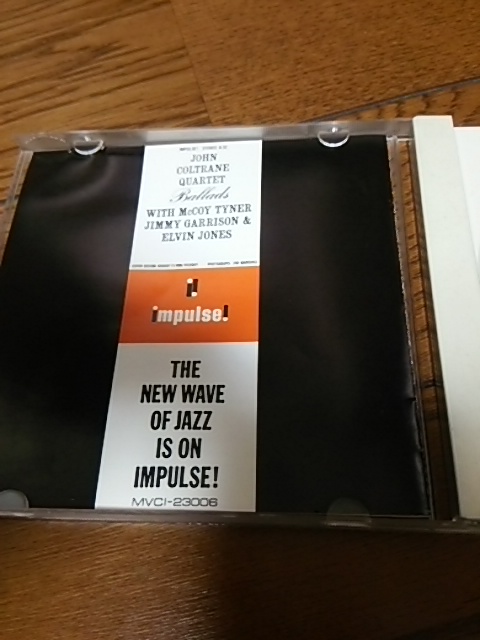 JOHN
COLTRANE
QUARTET
Ballads
WITH McCOY TYNER
JIMMY GARRISON &
ELVIN JONES
i!
impulse!
THE
NEW WAVE
OF JAZZ
IS ON
IMPULSE!
MVCI-23006